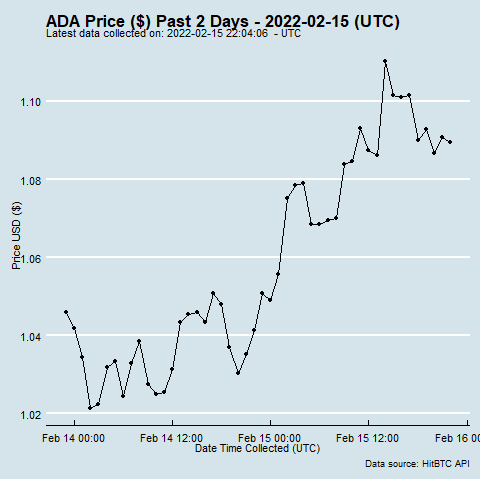 ADA Price ($) Past 2 Days - 2022-02-15 (UTC)
Latest data collected on: 2022-02-15 22:04:06  - UTC
Price USD ($)
1.10
1.08
1.06
1.04
1.02
Feb 14 00:00 Feb 14 12:00 Feb 15 00:00 Feb 15 12:00 Feb 16 00
Date Time Collected (UTC)
Data source: HitBTC API